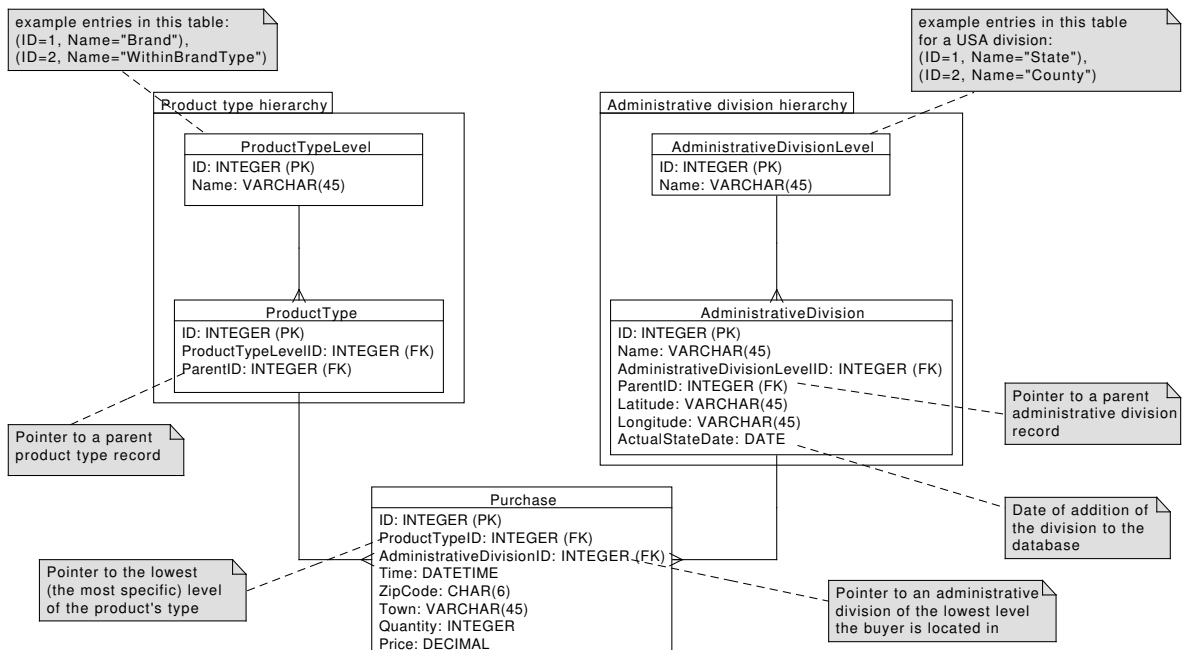 example entries in this table:
(ID=1, Name="Brand"),
(ID=2, Name="WithinBrandType")
example entries in this table
for a USA division:
(ID=1, Name="State"),
(ID=2, Name="County")
Product type hierarchy
Administrative division hierarchy
ProductTypeLevel
ID: INTEGER (PK)
Name: VARCHAR(45)
AdministrativeDivisionLevel
ID: INTEGER (PK)
Name: VARCHAR(45)
ProductType
ID: INTEGER (PK)
ProductTypeLevelID: INTEGER (FK)
ParentID: INTEGER (FK)
AdministrativeDivision
ID: INTEGER (PK)
Name: VARCHAR(45)
AdministrativeDivisionLevelID: INTEGER (FK)
ParentID: INTEGER (FK)
Latitude: VARCHAR(45)
Longitude: VARCHAR(45)
ActualStateDate: DATE
Pointer to a parent
product type record
Pointer to a parent
administrative division
record
Purchase
ID: INTEGER (PK)
ProductTypeID: INTEGER (FK)
AdministrativeDivisionID: INTEGER (FK)
Time: DATETIME
ZipCode: CHAR(6)
Town: VARCHAR(45)
Quantity: INTEGER
Price: DECIMAL
Date of addition of
the division to the
database
Pointer to the lowest
(the most specific) level
of the product's type
Pointer to an administrative
division of the lowest level
the buyer is located in